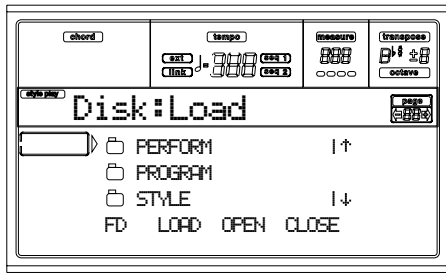 chord tempo measure transpose
ext link ♩= seq 1 seq 2 octave
style play Disk:Load page
PERFORM
PROGRAM
STYLE
FD LOAD OPEN CLOSE